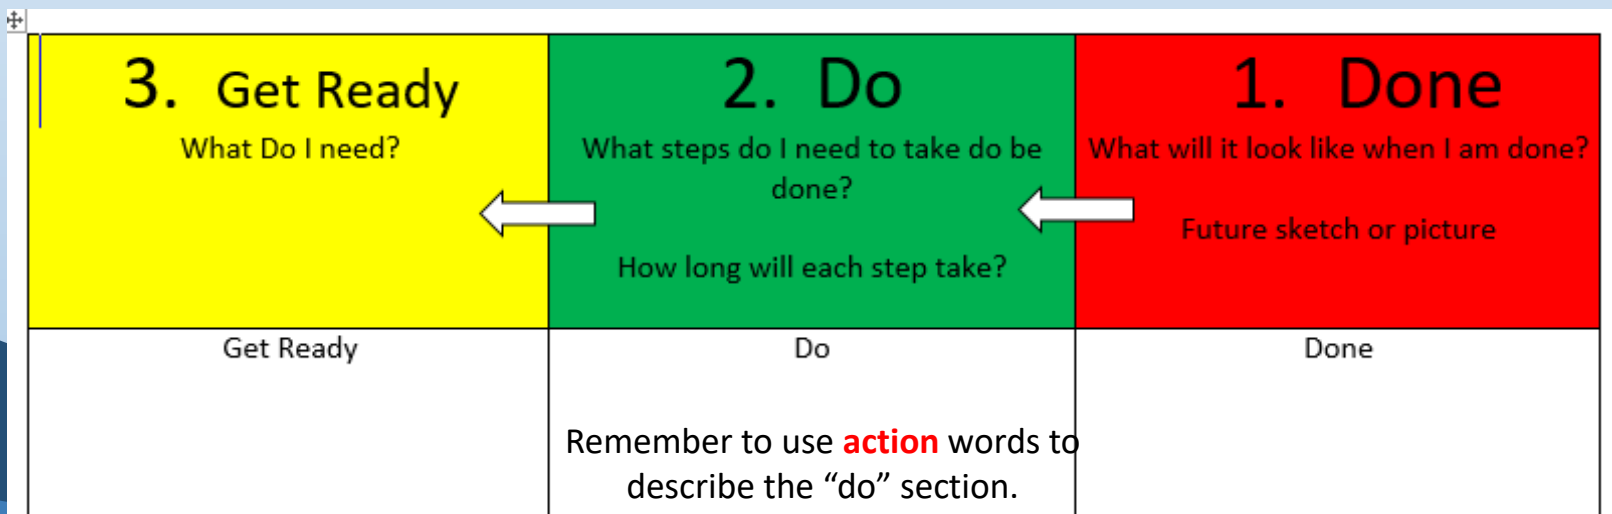 3. Get Ready
What Do I need?
2. Do
What steps do I need to take do be
done?
How long will each step take?
1. Done
What will it look like when I am done?
Future sketch or picture
Get Ready
Do
Remember to use action words to
describe the “do” section.
Done